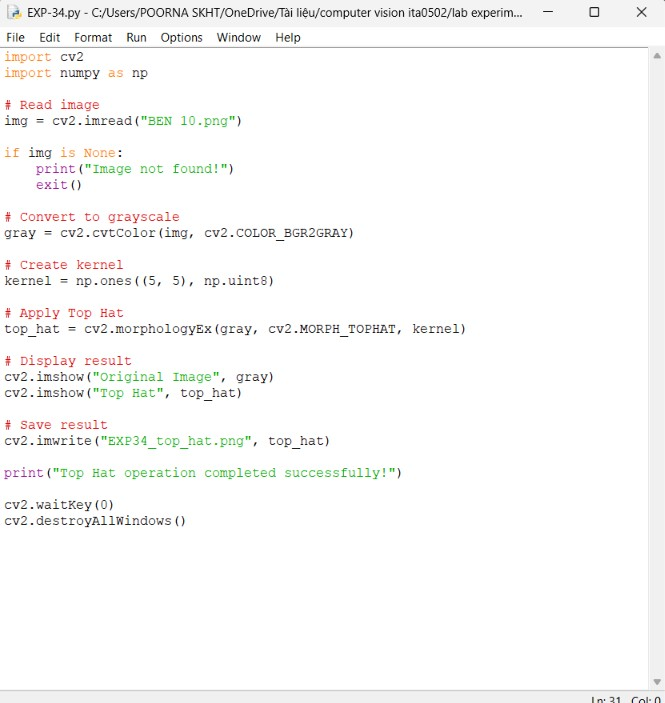 EXP-34.py - C:/Users/POORNA SKHT/OneDrive/Tài liệu/computer vision ita0502/lab experim...
File Edit Format Run Options Window Help
import cv2
import numpy as np
# Read image
img = cv2.imread("BEN 10.png")
if img is None:
    print("Image not found!")
    exit()
# Convert to grayscale
gray = cv2.cvtColor(img, cv2.COLOR_BGR2GRAY)
# Create kernel
kernel = np.ones((5, 5), np.uint8)
# Apply Top Hat
top_hat = cv2.morphologyEx(gray, cv2.MORPH_TOPHAT, kernel)
# Display result
cv2.imshow("Original Image", gray)
cv2.imshow("Top Hat", top_hat)
# Save result
cv2.imwrite("EXP34_top_hat.png", top_hat)
print("Top Hat operation completed successfully!")
cv2.waitKey(0)
cv2.destroyAllWindows()
Ln: 31 Col: 0